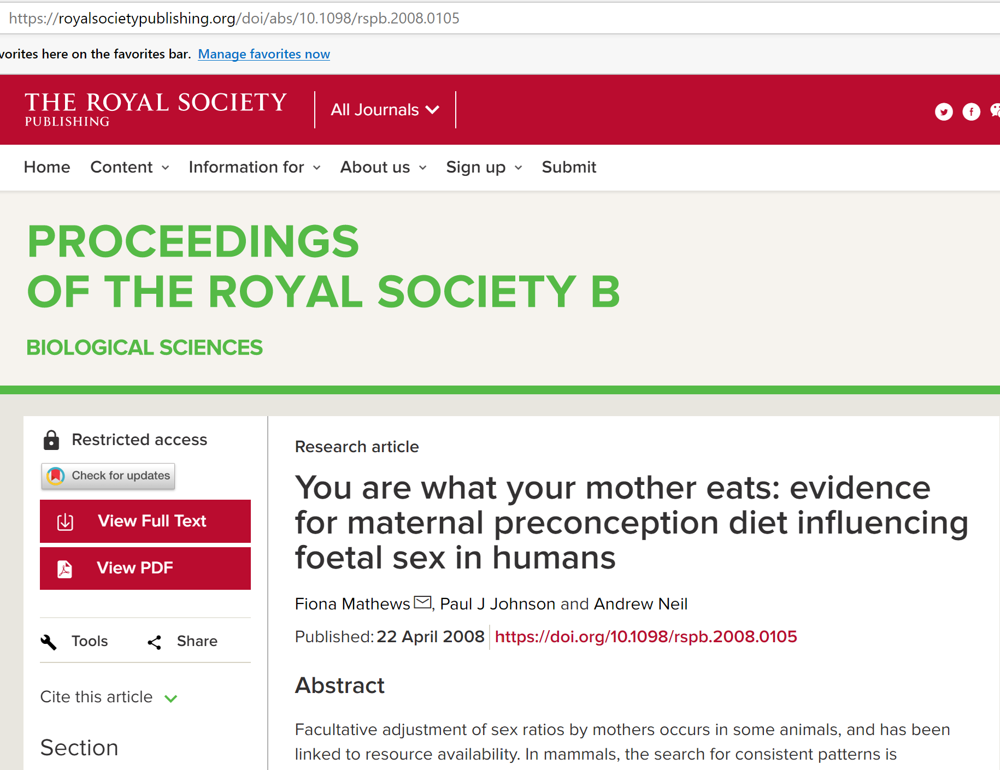 https://royalsocietypublishing.org/doi/abs/10.1098/rspb.2008.0105
vorites here on the favorites bar. Manage favorites now
THE ROYAL SOCIETY
PUBLISHING
All Journals
Home Content Information for About us Sign up Submit
PROCEEDINGS
OF THE ROYAL SOCIETY B
BIOLOGICAL SCIENCES
Restricted access
Check for updates
View Full Text
View PDF
Tools Share
Cite this article
Section
Research article
You are what your mother eats: evidence
for maternal preconception diet influencing
foetal sex in humans
Fiona Mathews, Paul J Johnson and Andrew Neil
Published: 22 April 2008 https://doi.org/10.1098/rspb.2008.0105
Abstract
Facultative adjustment of sex ratios by mothers occurs in some animals, and has been
linked to resource availability. In mammals, the search for consistent patterns is